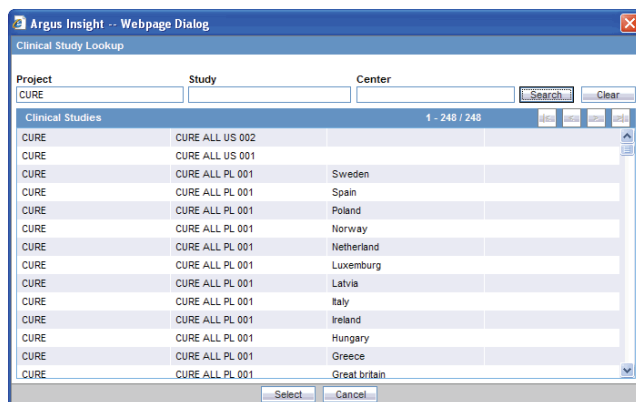 Argus Insight -- Webpage Dialog
Clinical Study Lookup
Project Study Center
CURE Search Clear
Clinical Studies 1 - 248 / 248
CURE CURE ALL US 002
CURE CURE ALL US 001
CURE CURE ALL PL 001 Sweden
CURE CURE ALL PL 001 Spain
CURE CURE ALL PL 001 Poland
CURE CURE ALL PL 001 Norway
CURE CURE ALL PL 001 Netherland
CURE CURE ALL PL 001 Luxemburg
CURE CURE ALL PL 001 Latvia
CURE CURE ALL PL 001 Italy
CURE CURE ALL PL 001 Ireland
CURE CURE ALL PL 001 Hungary
CURE CURE ALL PL 001 Greece
CURE CURE ALL PL 001 Great britain
Select Cancel